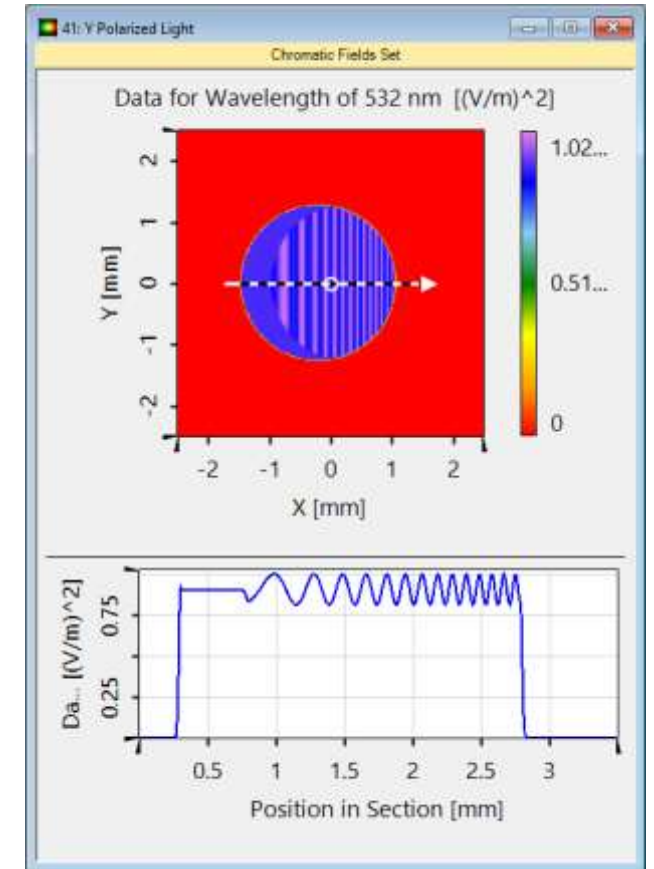 41: Y Polarized Light
Chromatic Fields Set
Data for Wavelength of 532 nm [(V/m)^2]
Y [mm]
2
1
0
-1
-2
1.02...
0.51...
0
-2 -1 0 1 2
X [mm]
Da... [(V/m)^2]
0.75
0.25
0.5 1 1.5 2 2.5 3
Position in Section [mm]